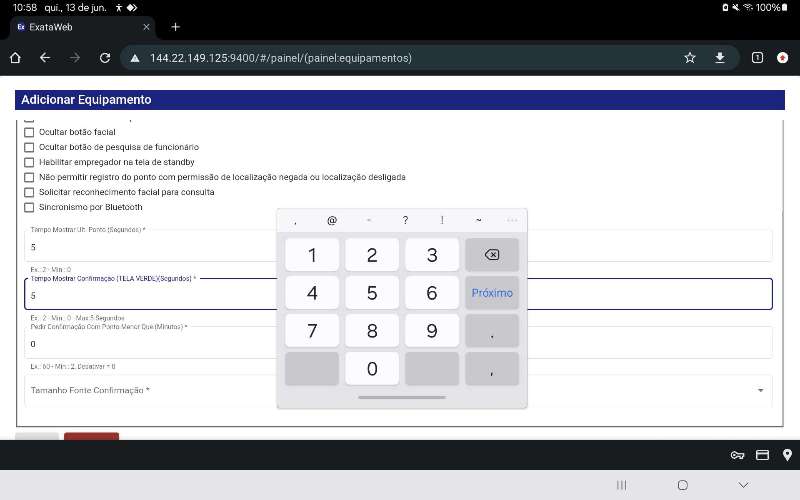 10:58 qui., 13 de jun.
100%
Ex ExataWeb
144.22.149.125:9400/#/painel/(painel:equipamentos)
1
Adicionar Equipamento
Ocultar botão facial
Ocultar botão de pesquisa de funcionário
Habilitar empregador na tela de standby
Não permitir registro do ponto com permissão de localização negada ou localização desligada
Solicitar reconhecimento facial para consulta
Sincronismo por Bluetooth
Tempo Mostrar Ult. Ponto (Segundos) *
5
Ex.: 2 - Min.: 0
Tempo Mostrar Confirmação (TELA VERDE)(Segundos) *
5
Ex.: 2 - Min.: 0 - Max 5 Segundos
Pedir Confirmação Com Ponto Menor Que (Minutos) *
0
Ex.: 60 - Min.: 2, Desativar = 0
Tamanho Fonte Confirmação *
, @ - ? ! ~ ...
1 2 3
4 5 6 Próximo
7 8 9 .
0 ,